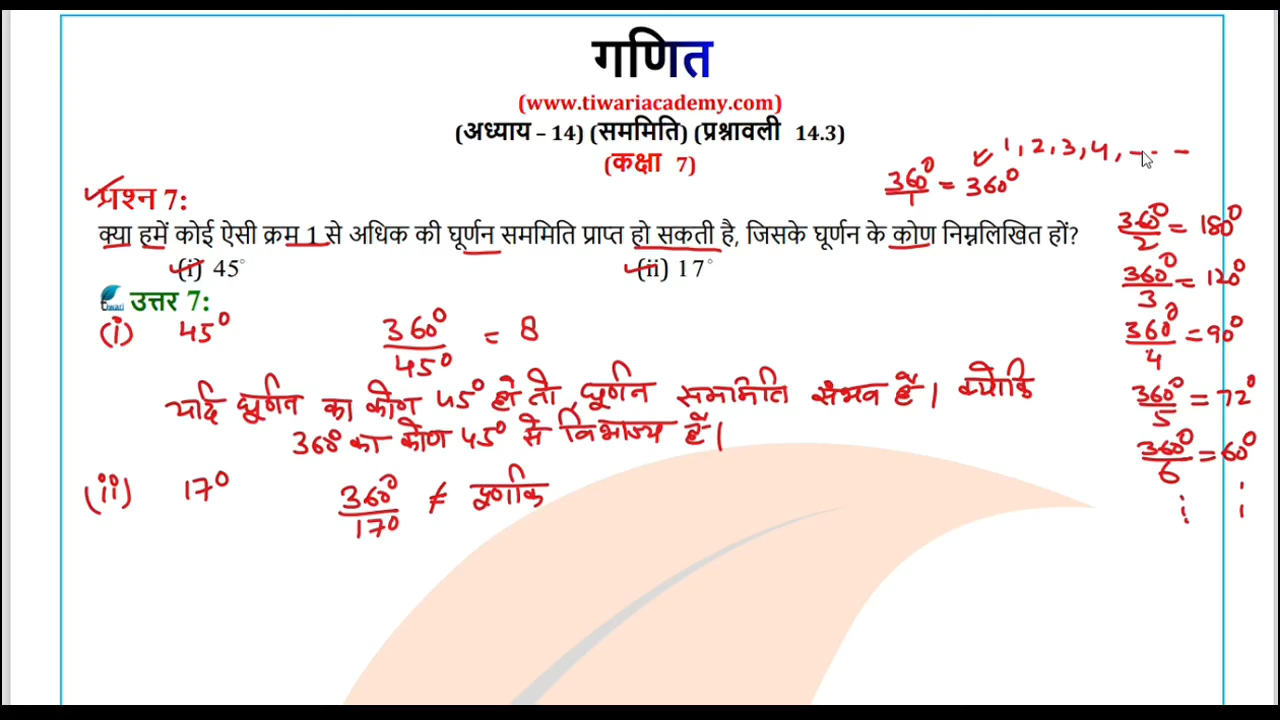 गणित
(www.tiwariacademy.com)
(अध्याय – 14) (सममिति) (प्रश्नावली 14.3)
(कक्षा 7)
1, 2, 3, 4, - - -
360°/1 = 360°
प्रश्न 7:
क्या हमें कोई ऐसी क्रम 1 से अधिक की घूर्णन सममिति प्राप्त हो सकती है, जिसके घूर्णन के कोण निम्नलिखित हों?
(i) 45° (ii) 17°
360°/2 = 180°
360°/3 = 120°
360°/4 = 90°
360°/5 = 72°
360°/6 = 60°
Tiwari
उत्तर 7:
(i) 45° 360°/45° = 8
यदि घूर्णन का कोण 45° हो तो, घूर्णन सममिति संभव हैं। क्योकि
360 का कोण 45° से विभाज्य हैं।
(ii) 17° 360°/17° ≠ पूर्णांक